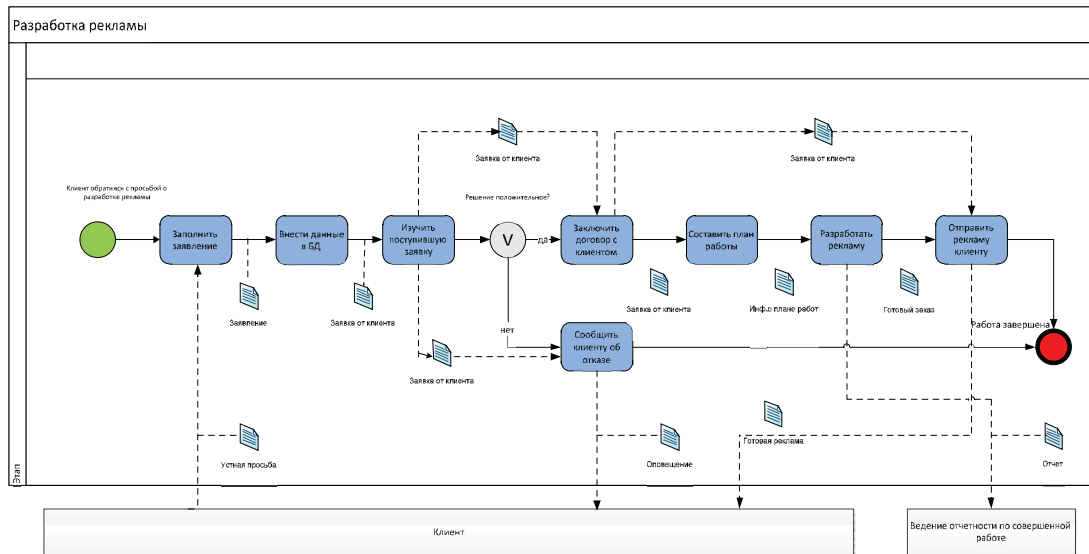 Разработка рекламы
Заявка от клиента
Заявка от клиента
Клиент обратился с просьбой о
разработке рекламы
Решение положительное?
Заполнить
заявление
Внести данные
в БД
Изучить
поступившую
заявку
V
да
Заключить
договор с
клиентом
Составить план
работы
Разработать
рекламу
Отправить
рекламу
клиенту
Заявление
Заявка от клиента
Заявка от клиента
Инф.о плане работ
Готовый заказ
нет
Работа завершена
Сообщить
клиенту об
отказе
Заявка от клиента
Устная просьба
Оповещение
Готовая реклама
Отчет
Этап
Клиент
Ведение отчетности по совершенной
работе